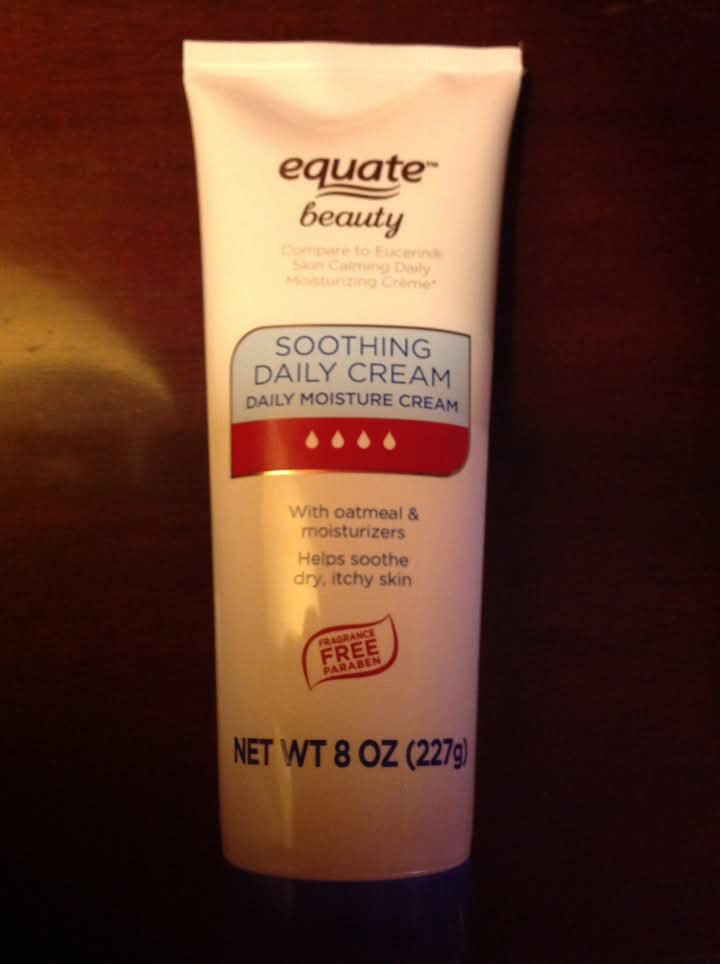 equate™
beauty
Compare to Eucerin®
Skin Calming Daily
Moisturizing Crème*
SOOTHING
DAILY CREAM
DAILY MOISTURE CREAM
With oatmeal &
moisturizers
Helps soothe
dry, itchy skin
FRAGRANCE
FREE
PARABEN
NET WT 8 OZ (227g)